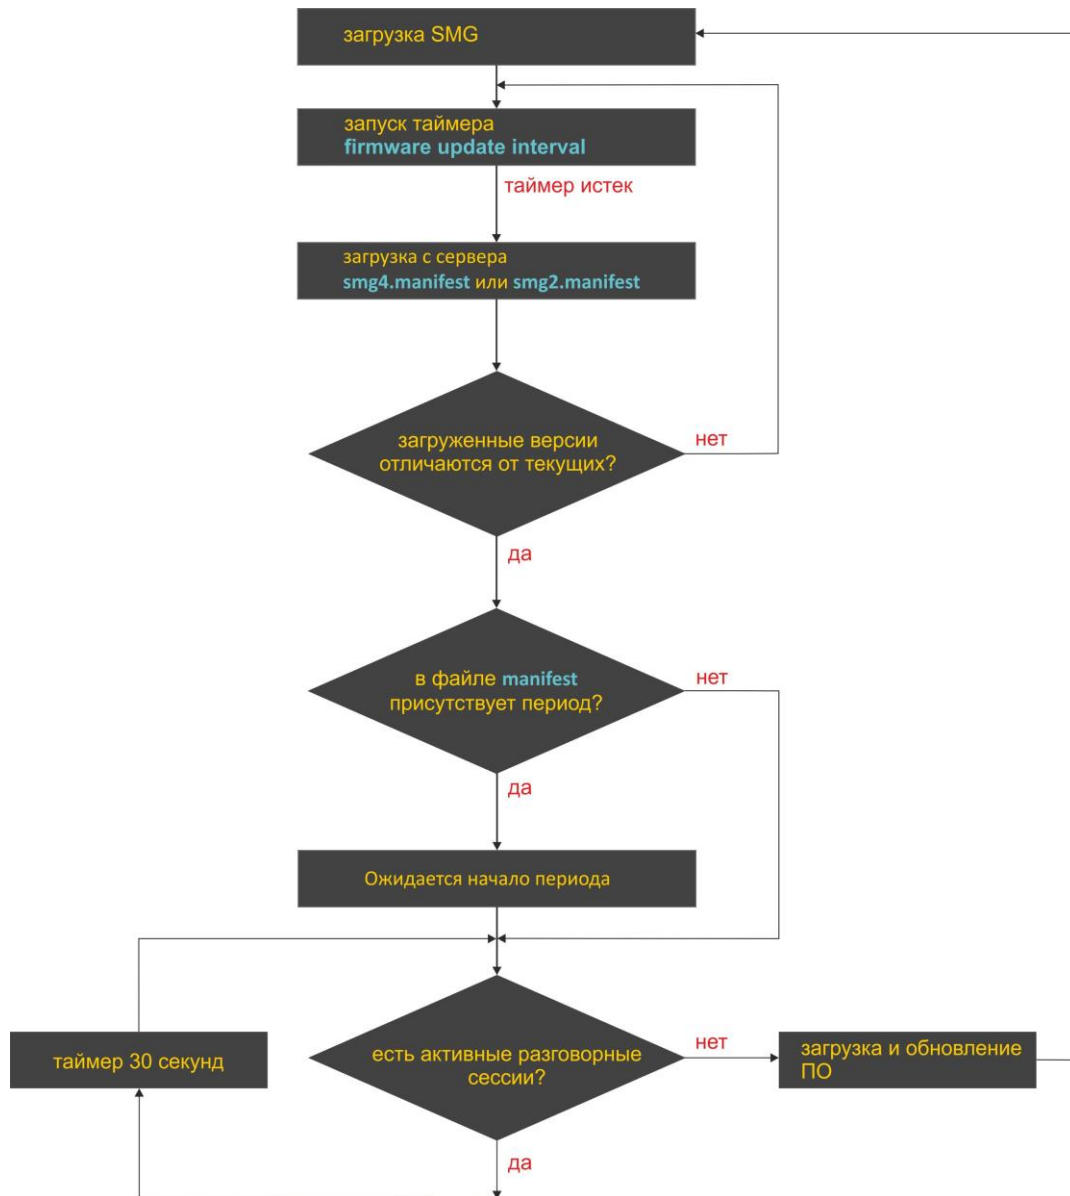 загрузка SMG
запуск таймера
firmware update interval
таймер истек
загрузка с сервера
smg4.manifest или smg2.manifest
загруженные версии
отличаются от текущих?
нет
да
в файле manifest
присутствует период?
нет
да
Ожидается начало периода
таймер 30 секунд
есть активные разговорные
сессии?
нет
загрузка и обновление
ПО
да